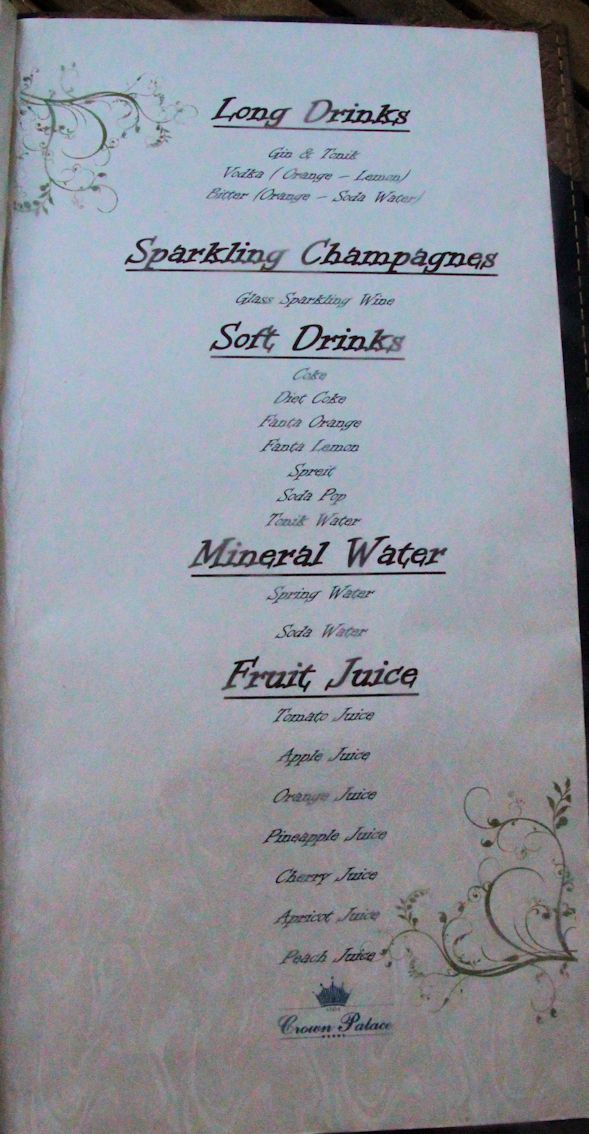 Long Drinks
Gin & Tonik
Vodka ( Orange - Lemon)
Bitter (Orange - Soda Water)
Sparkling Champagnes
Glass Sparkling Wine
Soft Drinks
Coke
Diet Coke
Fanta Orange
Fanta Lemon
Spreit
Soda Pop
Tonik Water
Mineral Water
Spring Water
Soda Water
Fruit Juice
Tomato Juice
Apple Juice
Orange Juice
Pineapple Juice
Cherry Juice
Apricot Juice
Peach Juice
Crown Palace